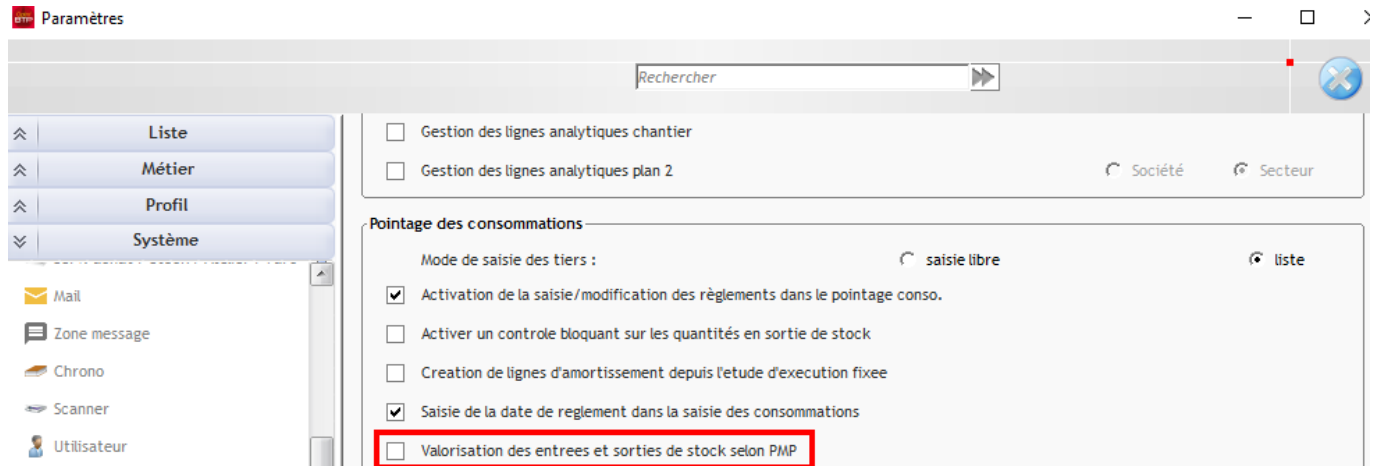 Paramètres
Rechercher
Liste
Métier
Profil
Système
Mail
Zone message
Chrono
Scanner
Utilisateur
Gestion des lignes analytiques chantier
Gestion des lignes analytiques plan 2 Société Secteur
Pointage des consommations
Mode de saisie des tiers : saisie libre liste
Activation de la saisie/modification des règlements dans le pointage conso.
Activer un controle bloquant sur les quantités en sortie de stock
Creation de lignes d'amortissement depuis l'etude d'execution fixee
Saisie de la date de reglement dans la saisie des consommations
Valorisation des entrees et sorties de stock selon PMP